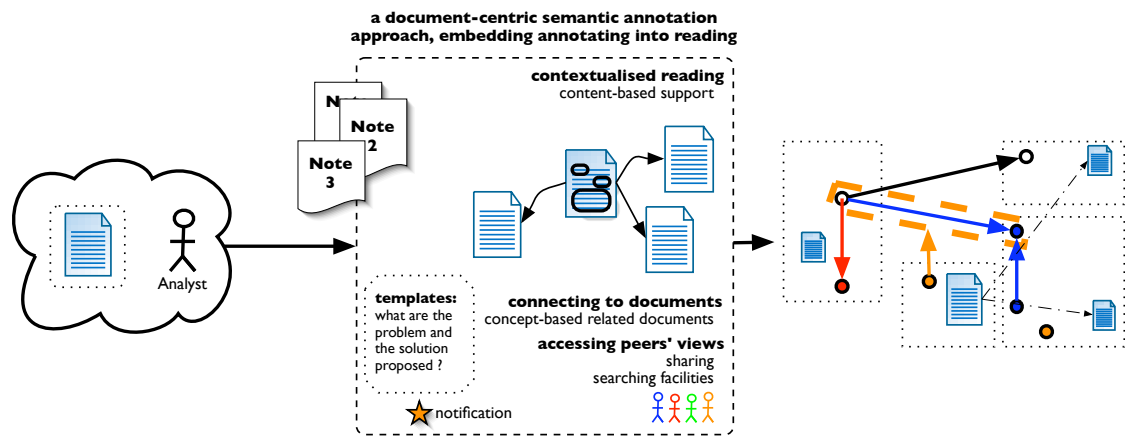 a document-centric semantic annotation
approach, embedding annotating into reading
contextualised reading
content-based support
Note
2
Note
3
Analyst
templates:
what are the
problem and
the solution
proposed ?
connecting to documents
concept-based related documents
accessing peers' views
sharing
searching facilities
notification